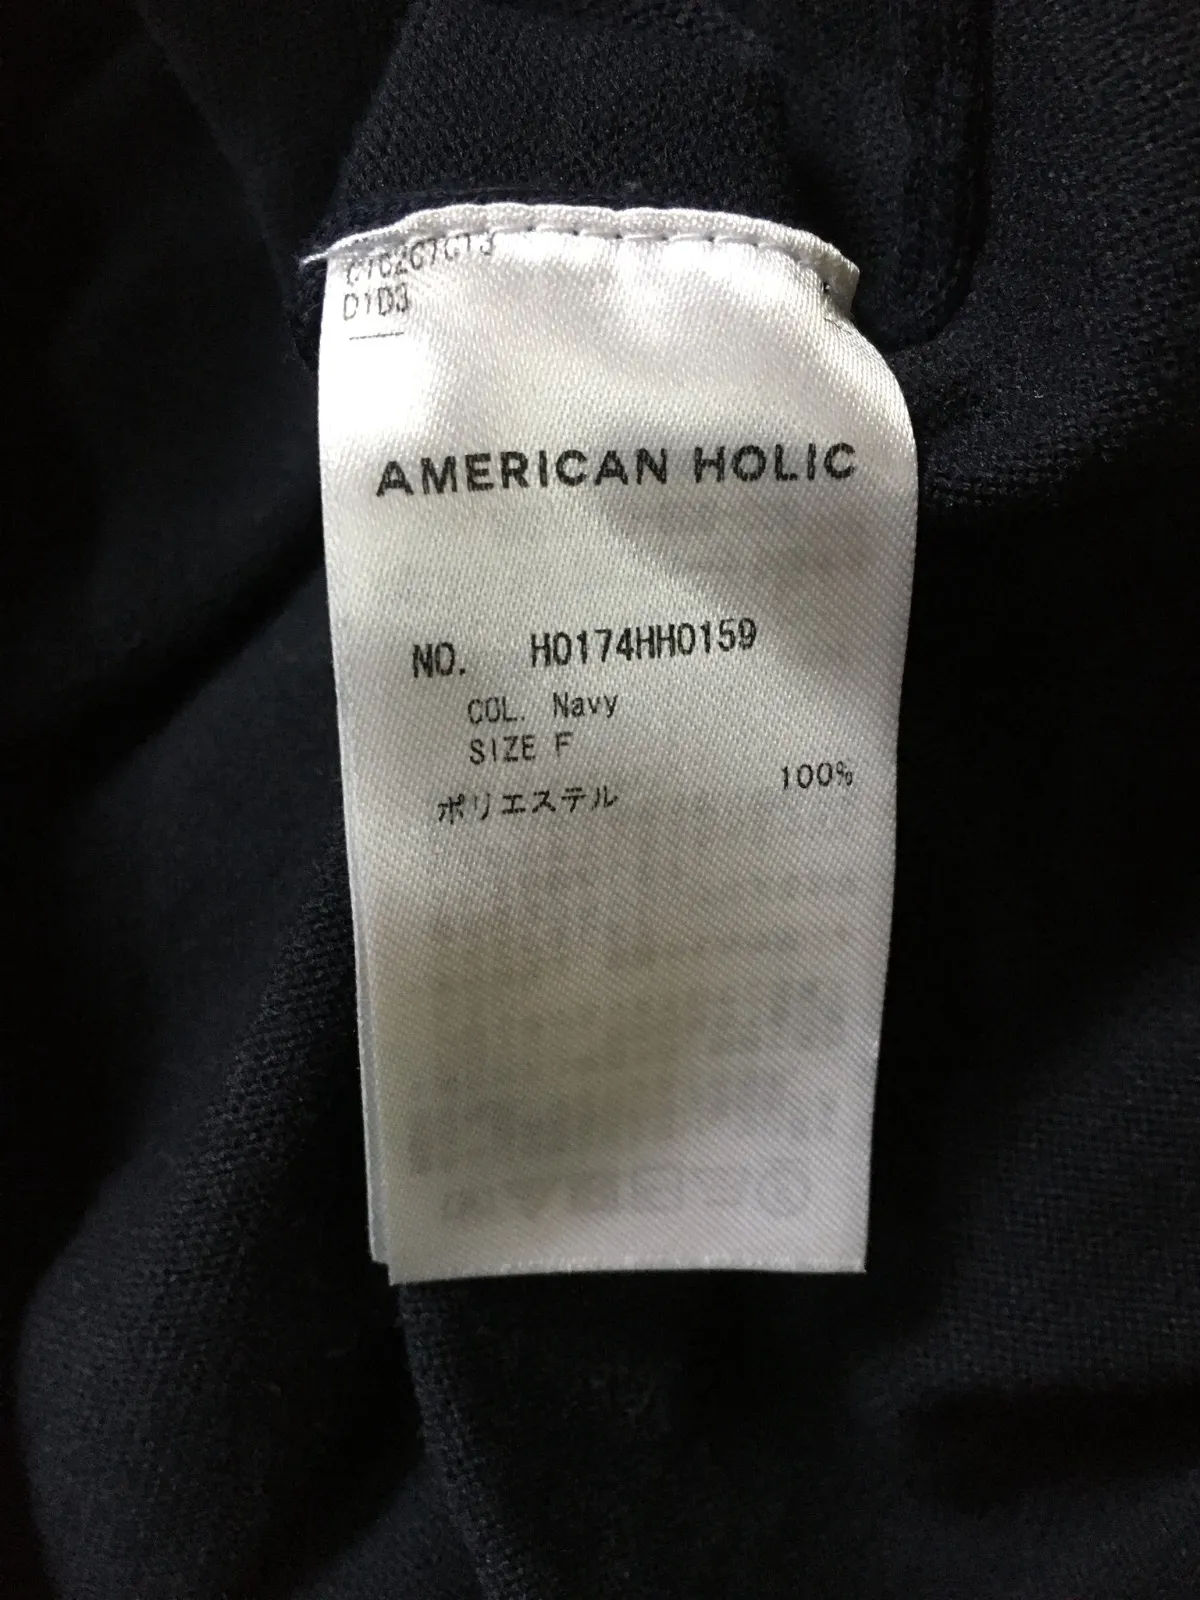 D1D3
AMERICAN HOLIC
NO. H0174HH0159
COL. Navy
SIZE F
ポリエステル 100%